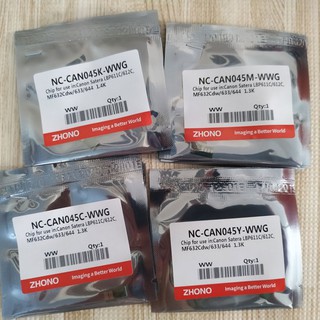 NC-CAN045K-WWG
Chip for use in:Canon Satera LBP611C/612C,
MF632Cdw/633/644 1.4K
WW
Qty:1
ZHONO
Imaging a Better World
NC-CAN045M-WWG
Chip for use in:Canon Satera LBP611C/612C,
MF632Cdw/633/644 1.3K
WW
Qty:1
ZHONO
Imaging a Better World
NC-CAN045C-WWG
Chip for use in:Canon Satera LBP611C/612C,
MF632Cdw/633/644 1.3K
WW
Qty:1
ZHONO
Imaging a Better World
NC-CAN045Y-WWG
Chip for use in:Canon Satera LBP611C/612C,
MF632Cdw/633/644 1.3K
WW
Qty:1
ZHONO
Imaging a Better World